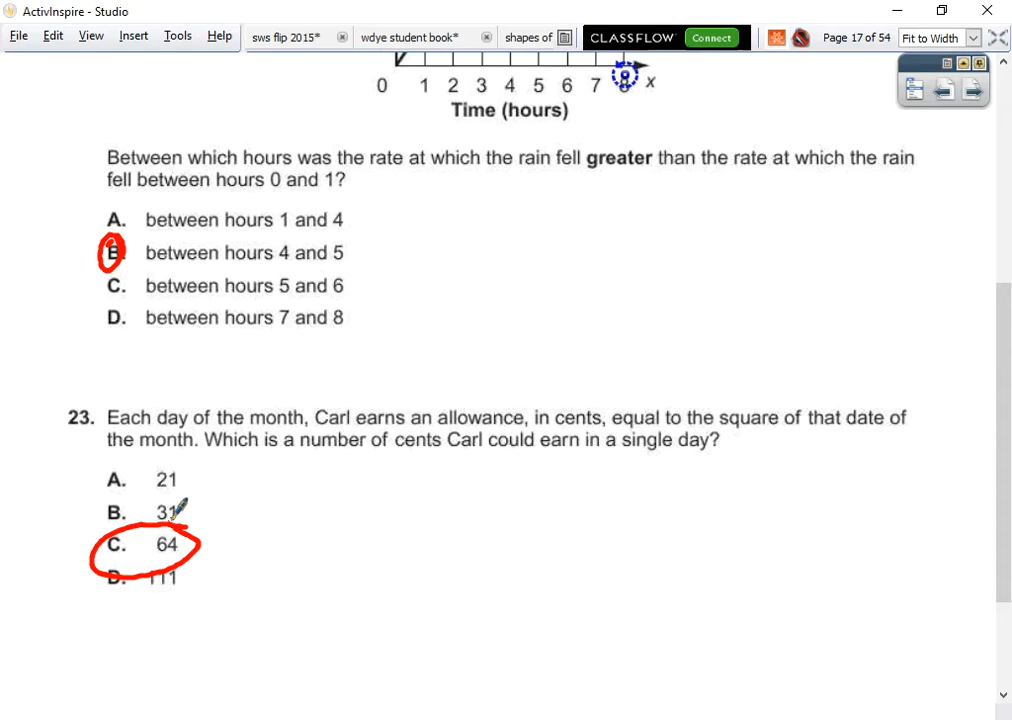 ActivInspire - Studio
File Edit View Insert Tools Help
sws flip 2015* wdye student book* shapes of CLASSFLOW Connect Page 17 of 54 Fit to Width
0 1 2 3 4 5 6 7 8 x
Time (hours)
Between which hours was the rate at which the rain fell greater than the rate at which the rain
fell between hours 0 and 1?
A. between hours 1 and 4
B. between hours 4 and 5
C. between hours 5 and 6
D. between hours 7 and 8
23. Each day of the month, Carl earns an allowance, in cents, equal to the square of that date of
the month. Which is a number of cents Carl could earn in a single day?
A. 21
B. 31
C. 64
D. 111